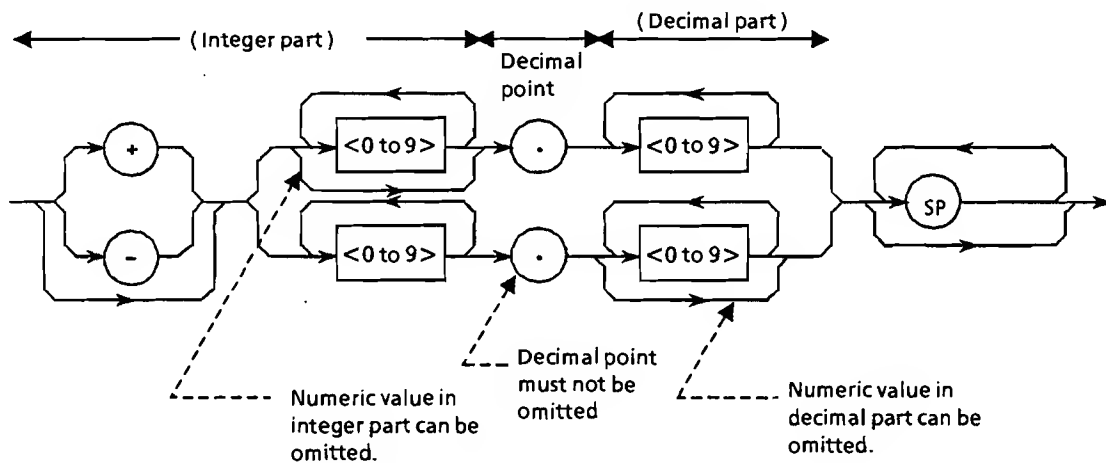 ( Integer part )
Decimal
point
( Decimal part )
+
<0 to 9>
.
<0 to 9>
SP
-
<0 to 9>
.
<0 to 9>
Numeric value in
integer part can be
omitted.
Decimal point
must not be
omitted
Numeric value in
decimal part can be
omitted.